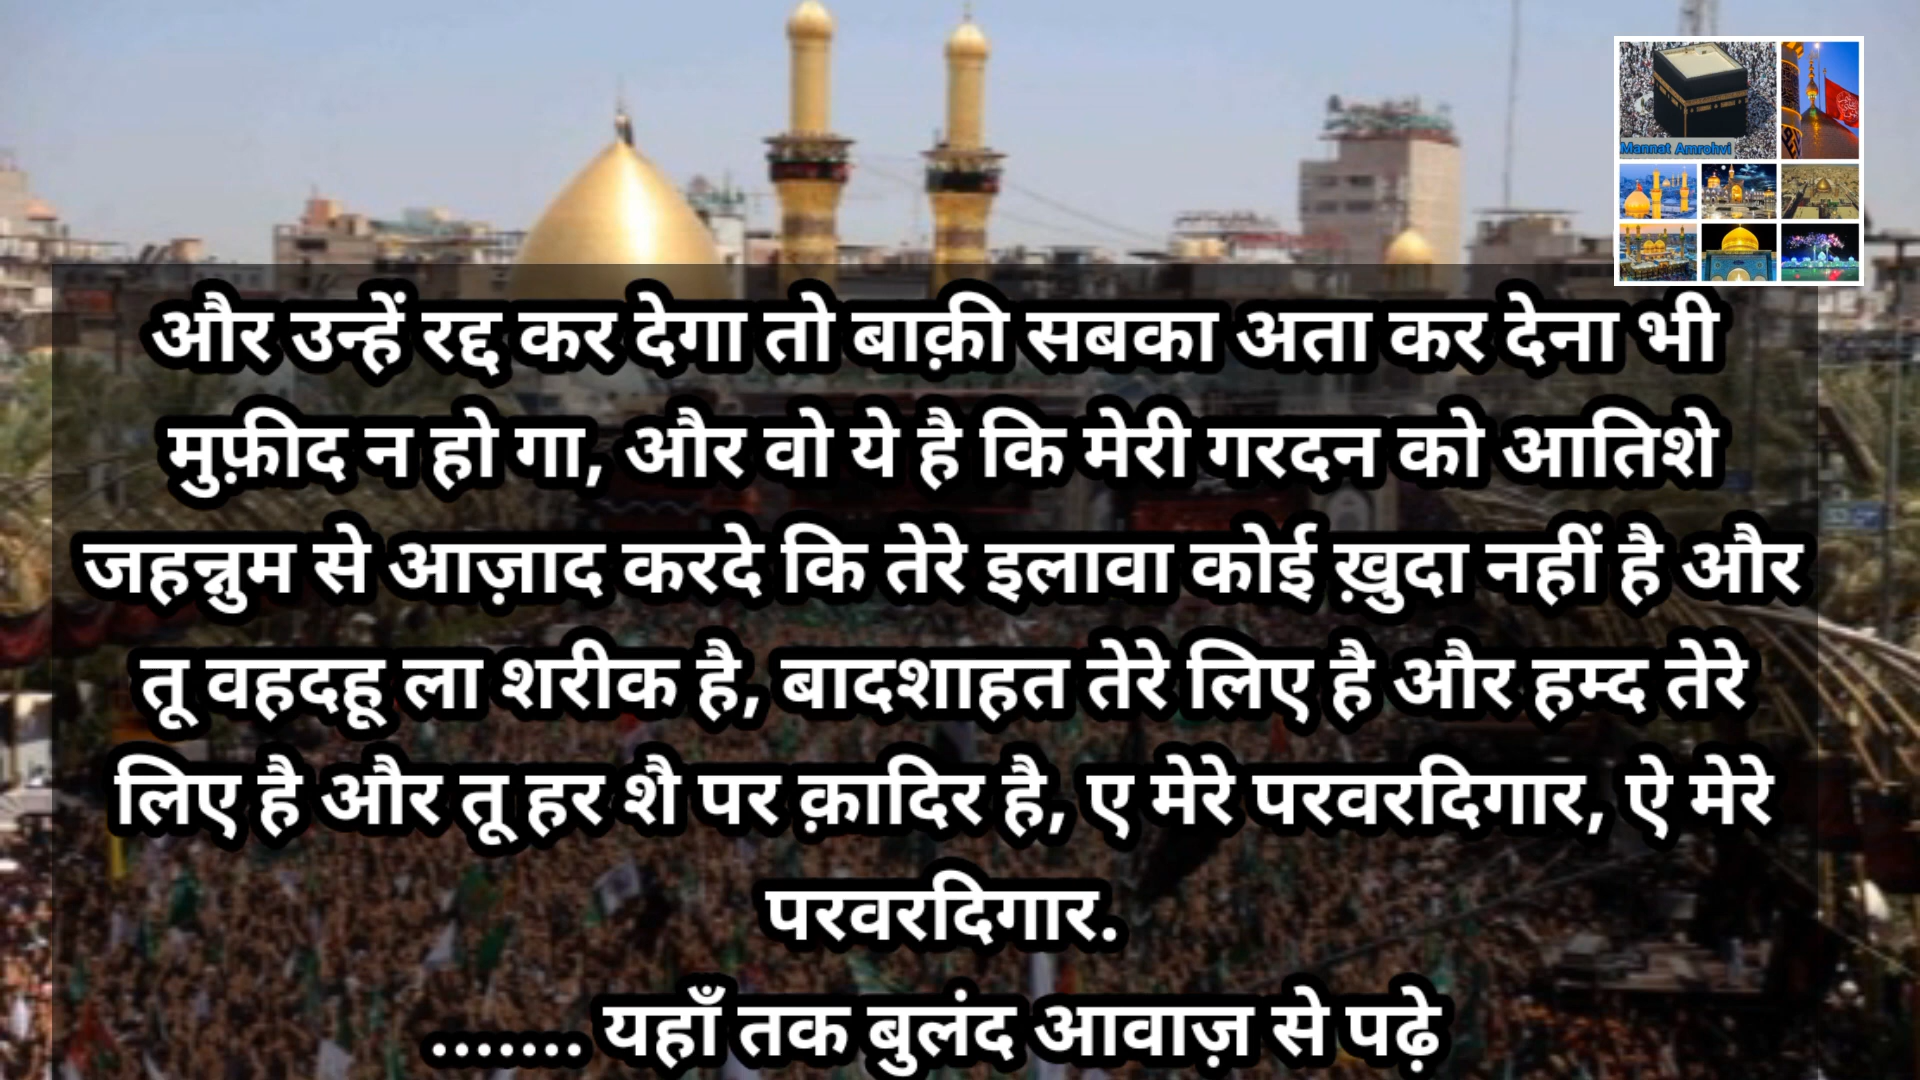 Mannat Amrohvi
और उन्हें रद्द कर देगा तो बाक़ी सबका अता कर देना भी
मुफ़ीद न हो गा, और वो ये है कि मेरी गरदन को आतिशे
जहन्नुम से आज़ाद करदे कि तेरे इलावा कोई ख़ुदा नहीं है और
तू वहदहू ला शरीक है, बादशाहत तेरे लिए है और हम्द तेरे
लिए है और तू हर शै पर क़ादिर है, ए मेरे परवरदिगार, ऐ मेरे
परवरदिगार.
....... यहाँ तक बुलंद आवाज़ से पढ़े